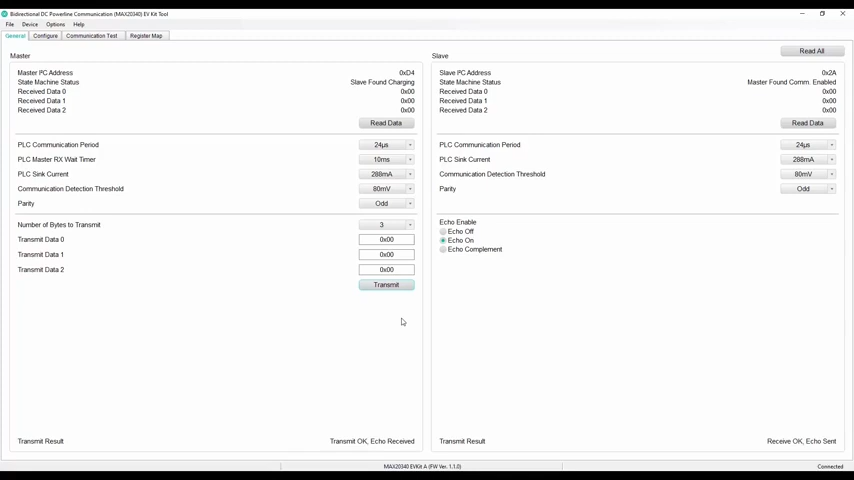 Bidirectional DC Powerline Communication (MAX20340) EV Kit Tool
File Device Options Help
General Configure Communication Test Register Map
Read All
Master
Master I²C Address 0xD4
State Machine Status Slave Found Charging
Received Data 0 0x00
Received Data 1 0x00
Received Data 2 0x00
Read Data
PLC Communication Period 24µs
PLC Master RX Wait Timer 10ms
PLC Sink Current 288mA
Communication Detection Threshold 80mV
Parity Odd
Number of Bytes to Transmit 3
Transmit Data 0 0x00
Transmit Data 1 0x00
Transmit Data 2 0x00
Transmit
Transmit Result Transmit OK, Echo Received
Slave
Slave I²C Address 0x2A
State Machine Status Master Found Comm. Enabled
Received Data 0 0x00
Received Data 1 0x00
Received Data 2 0x00
Read Data
PLC Communication Period 24µs
PLC Sink Current 288mA
Communication Detection Threshold 80mV
Parity Odd
Echo Enable
Echo Off
Echo On
Echo Complement
Transmit Result Receive OK, Echo Sent
MAX20340 EVKit A (FW Ver. 1.1.0) Connected